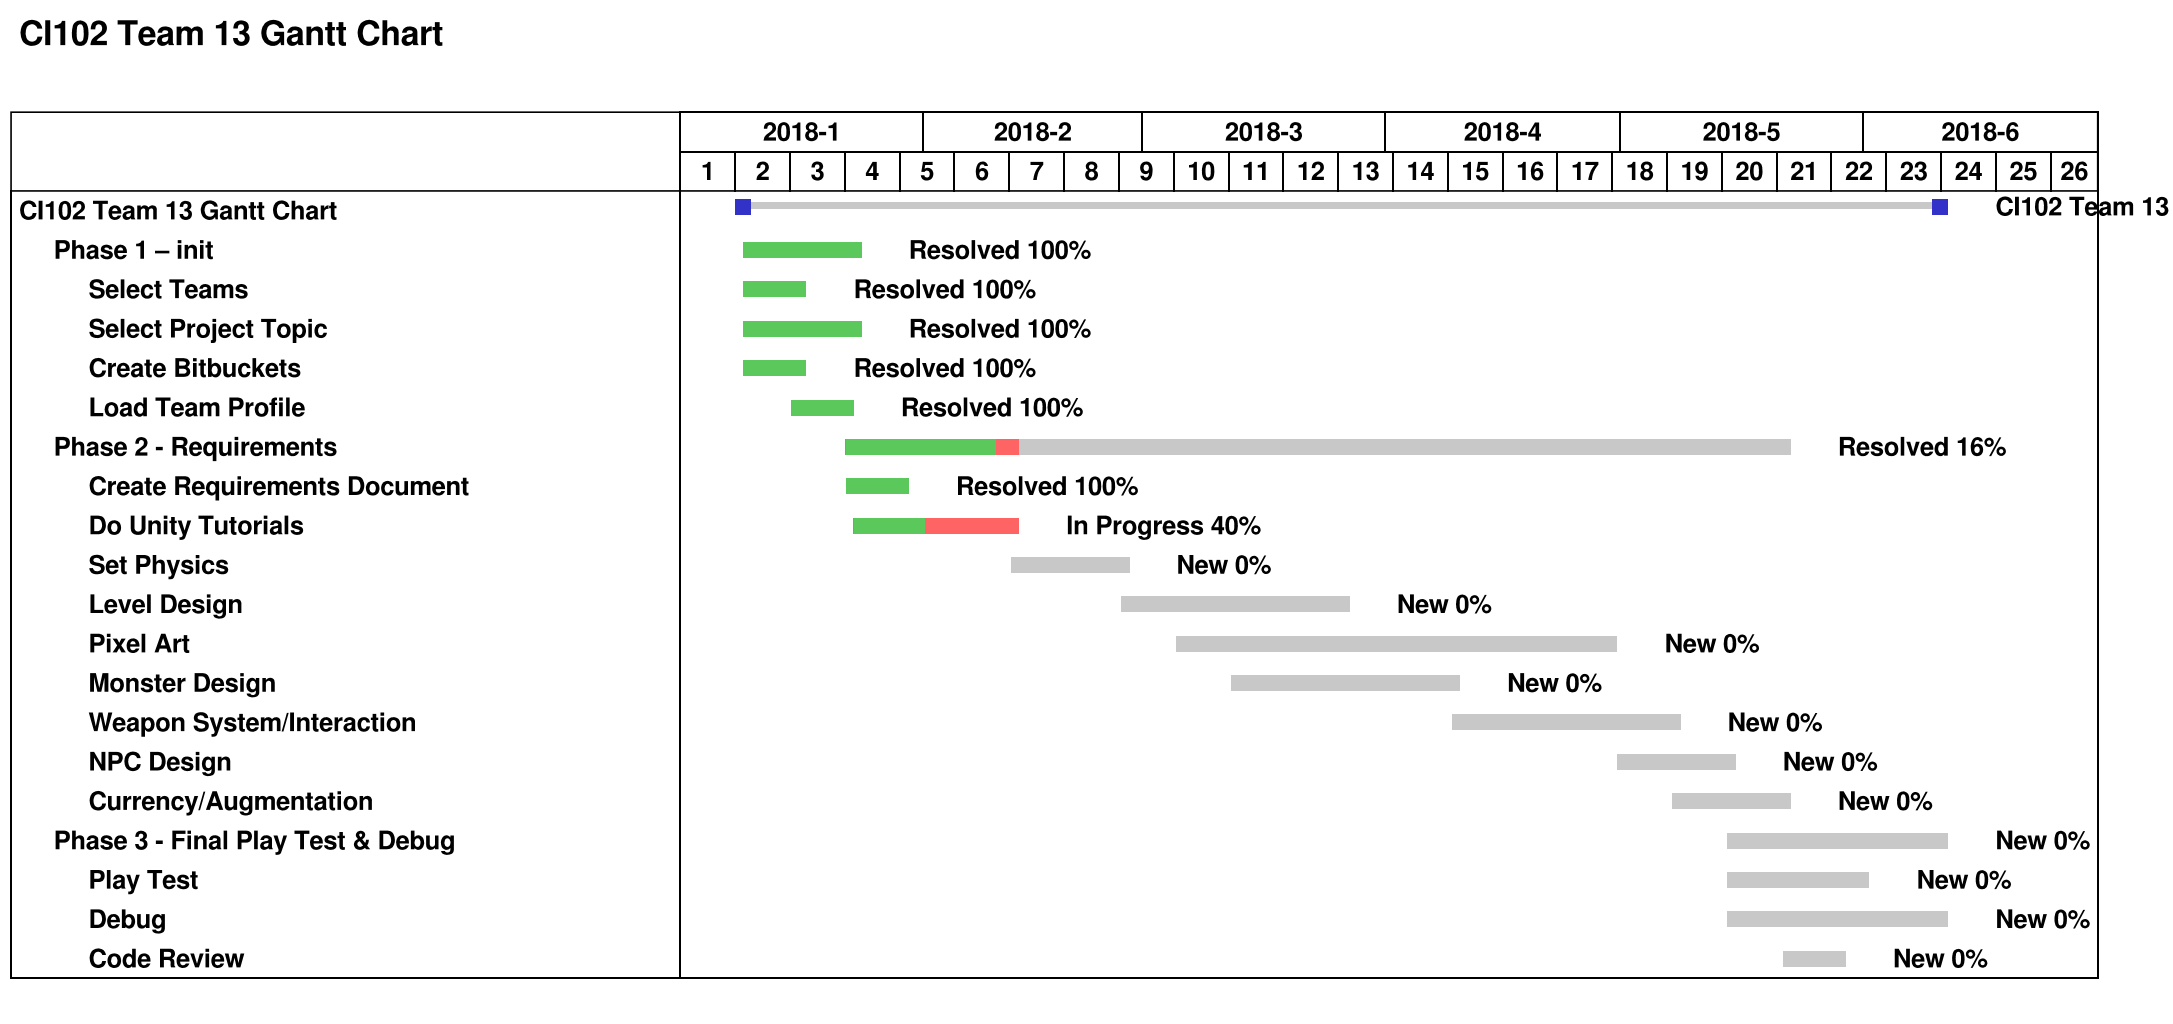 CI102 Team 13 Gantt Chart
2018-1 2018-2 2018-3 2018-4 2018-5 2018-6
1 2 3 4 5 6 7 8 9 10 11 12 13 14 15 16 17 18 19 20 21 22 23 24 25 26
CI102 Team 13 Gantt Chart CI102 Team 13
Phase 1 – init Resolved 100%
Select Teams Resolved 100%
Select Project Topic Resolved 100%
Create Bitbuckets Resolved 100%
Load Team Profile Resolved 100%
Phase 2 - Requirements Resolved 16%
Create Requirements Document Resolved 100%
Do Unity Tutorials In Progress 40%
Set Physics New 0%
Level Design New 0%
Pixel Art New 0%
Monster Design New 0%
Weapon System/Interaction New 0%
NPC Design New 0%
Currency/Augmentation New 0%
Phase 3 - Final Play Test & Debug New 0%
Play Test New 0%
Debug New 0%
Code Review New 0%